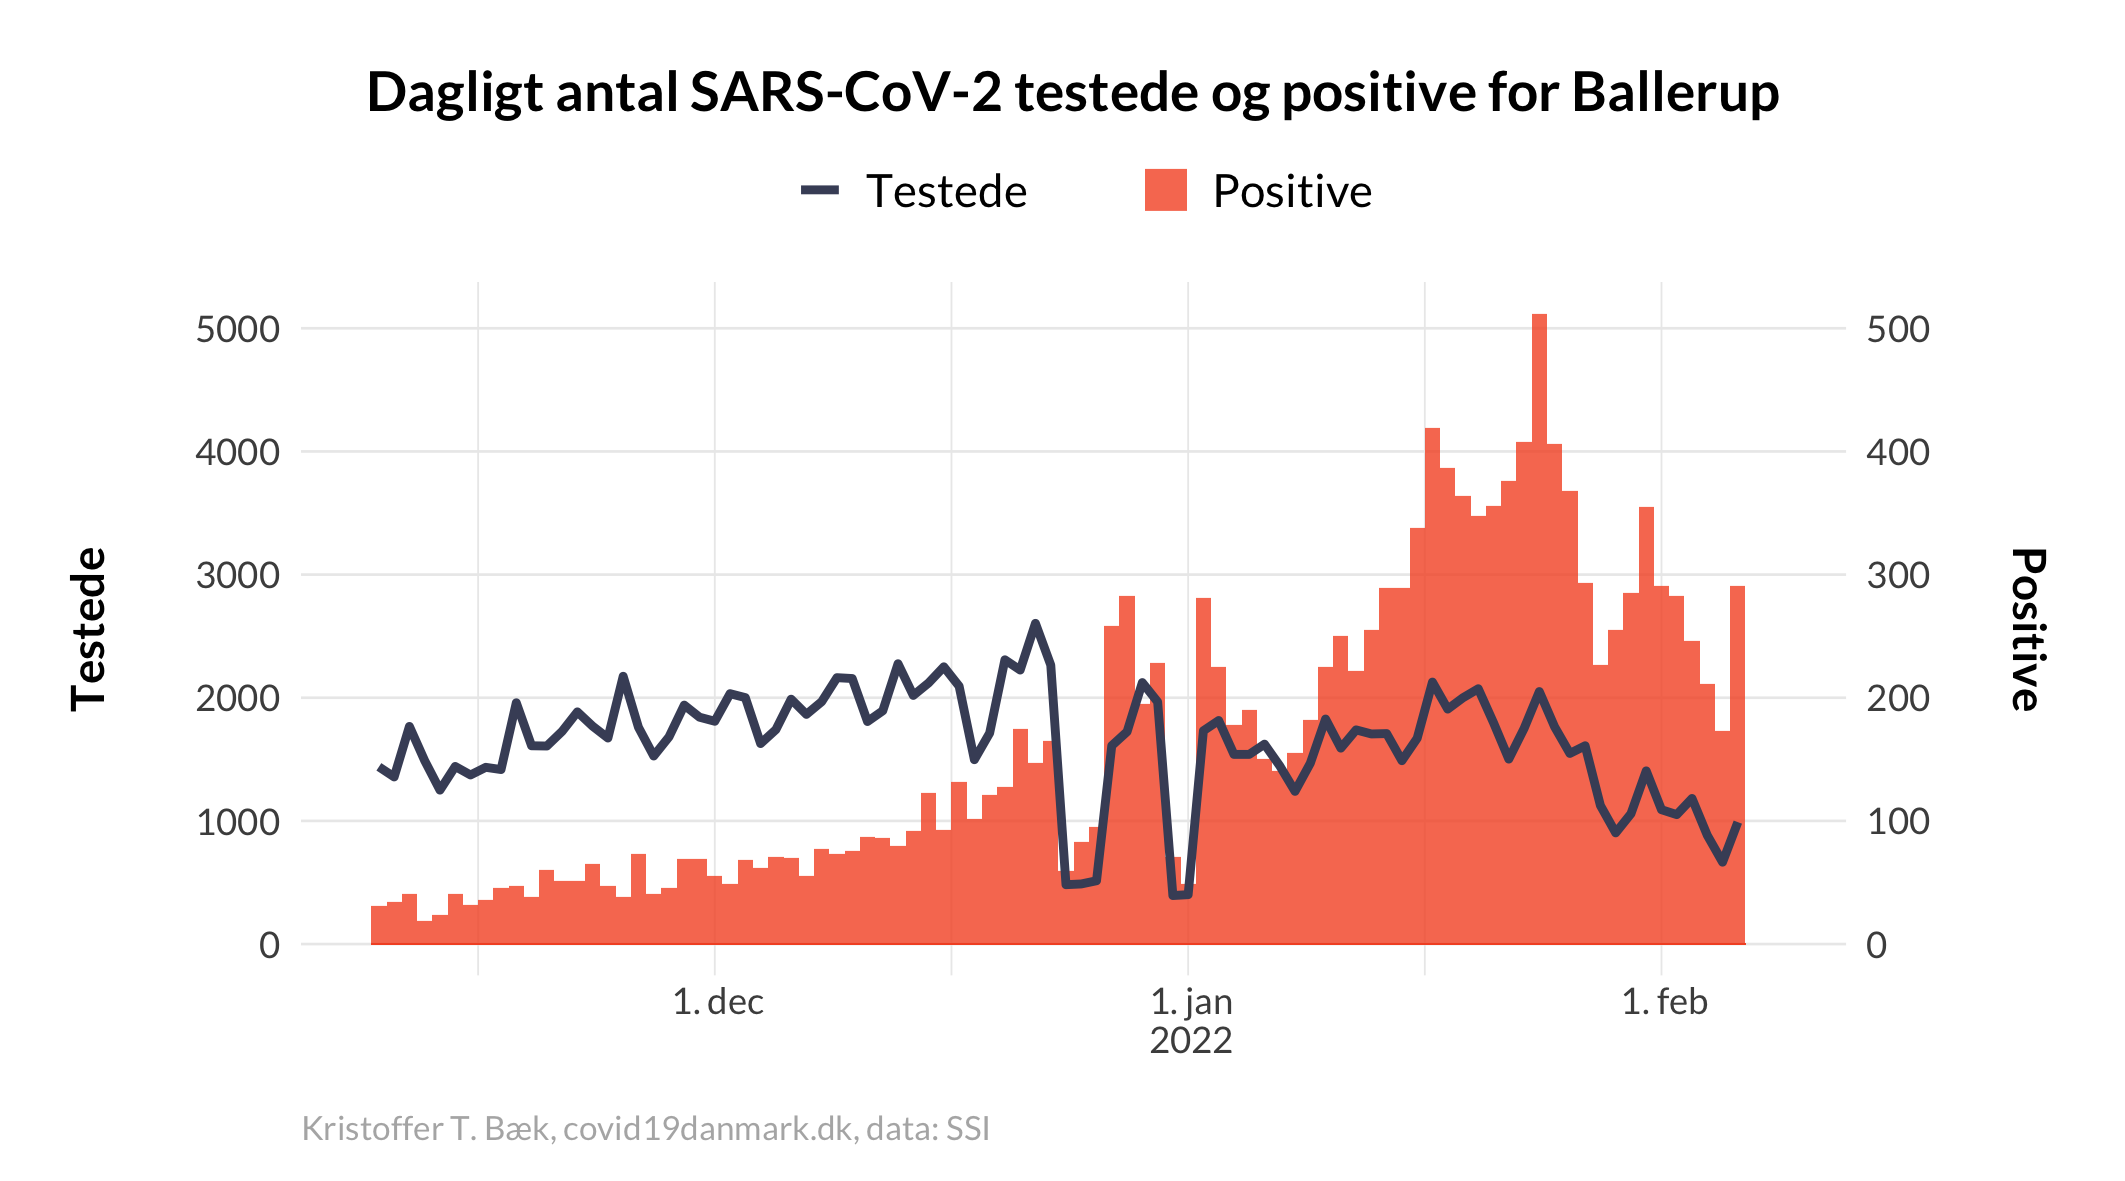 Dagligt antal SARS-CoV-2 testede og positive for Ballerup
Testede
Positive
5000
4000
3000
2000
1000
0
Testede
500
400
300
200
100
0
Positive
1. dec
1. jan
2022
1. feb
Kristoffer T. Bæk, covid19danmark.dk, data: SSI